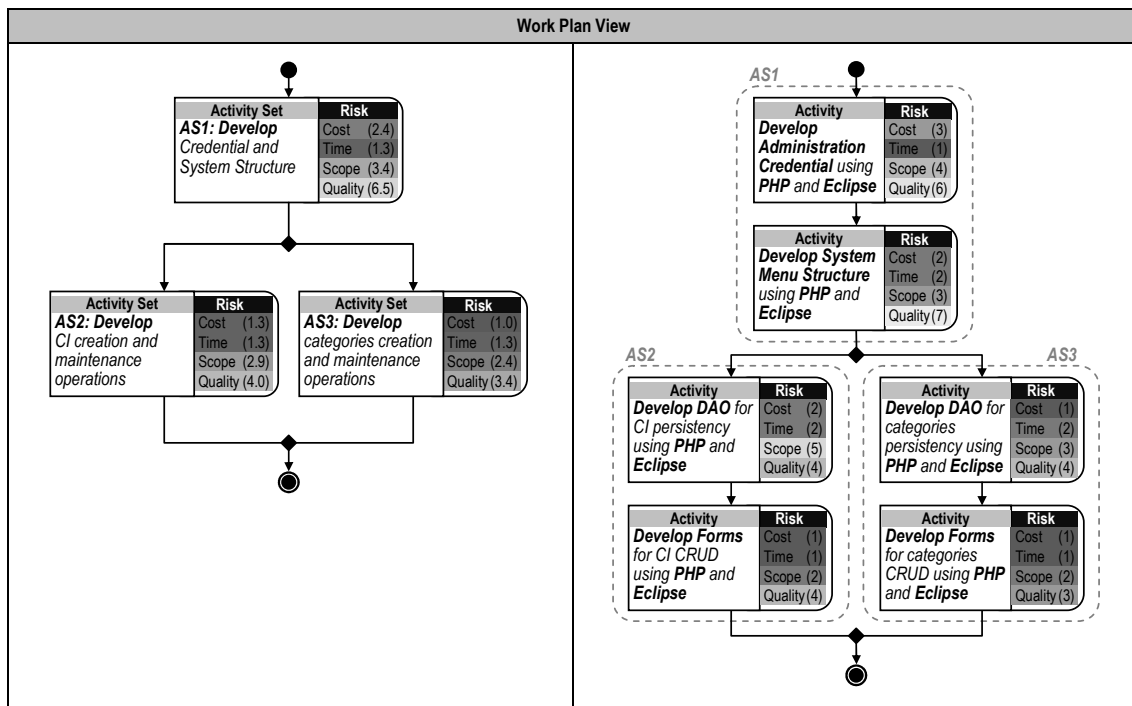 Work Plan View
Activity Set
Risk
AS1: Develop
Credential and
System Structure
Cost (2.4)
Time (1.3)
Scope (3.4)
Quality (6.5)
Activity Set
Risk
AS2: Develop
CI creation and
maintenance
operations
Cost (1.3)
Time (1.3)
Scope (2.9)
Quality (4.0)
Activity Set
Risk
AS3: Develop
categories creation
and maintenance
operations
Cost (1.0)
Time (1.3)
Scope (2.4)
Quality (3.4)
AS1
Activity
Risk
Develop
Administration
Credential using
PHP and Eclipse
Cost (3)
Time (1)
Scope (4)
Quality (6)
Activity
Risk
Develop System
Menu Structure
using PHP and
Eclipse
Cost (2)
Time (2)
Scope (3)
Quality (7)
AS2
Activity
Risk
Develop DAO for
CI persistency
using PHP and
Eclipse
Cost (2)
Time (2)
Scope (5)
Quality (4)
Activity
Risk
Develop Forms
for CI CRUD
using PHP and
Eclipse
Cost (1)
Time (1)
Scope (2)
Quality (4)
AS3
Activity
Risk
Develop DAO for
categories
persistency using
PHP and Eclipse
Cost (1)
Time (2)
Scope (3)
Quality (4)
Activity
Risk
Develop Forms
for categories
CRUD using PHP
and Eclipse
Cost (1)
Time (1)
Scope (2)
Quality (3)